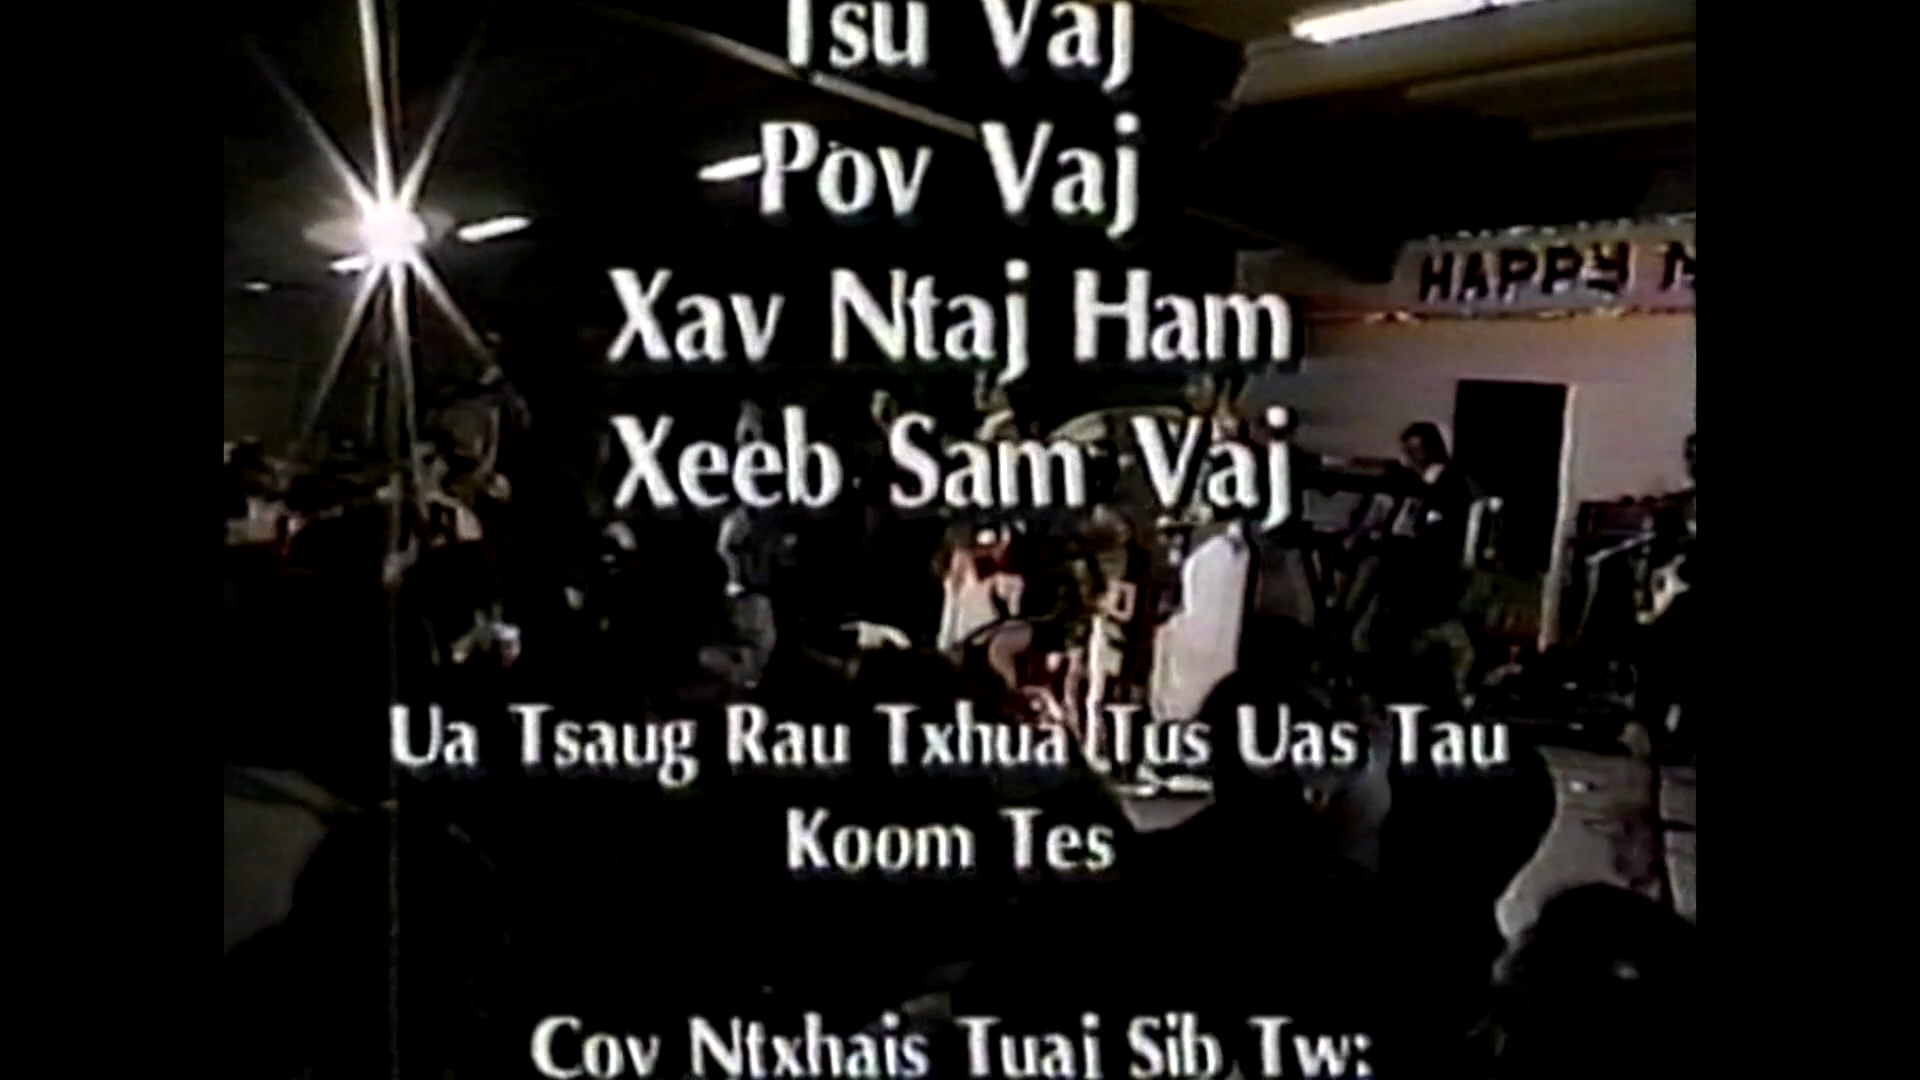 Tsu Vaj
Pov Vaj
Xav Ntaj Ham
Xeeb Sam Vaj
HAPPY N
Ua Tsaug Rau Txhua Tus Uas Tau
Koom Tes
Cov Ntxhais Tuaj Sib Tw: